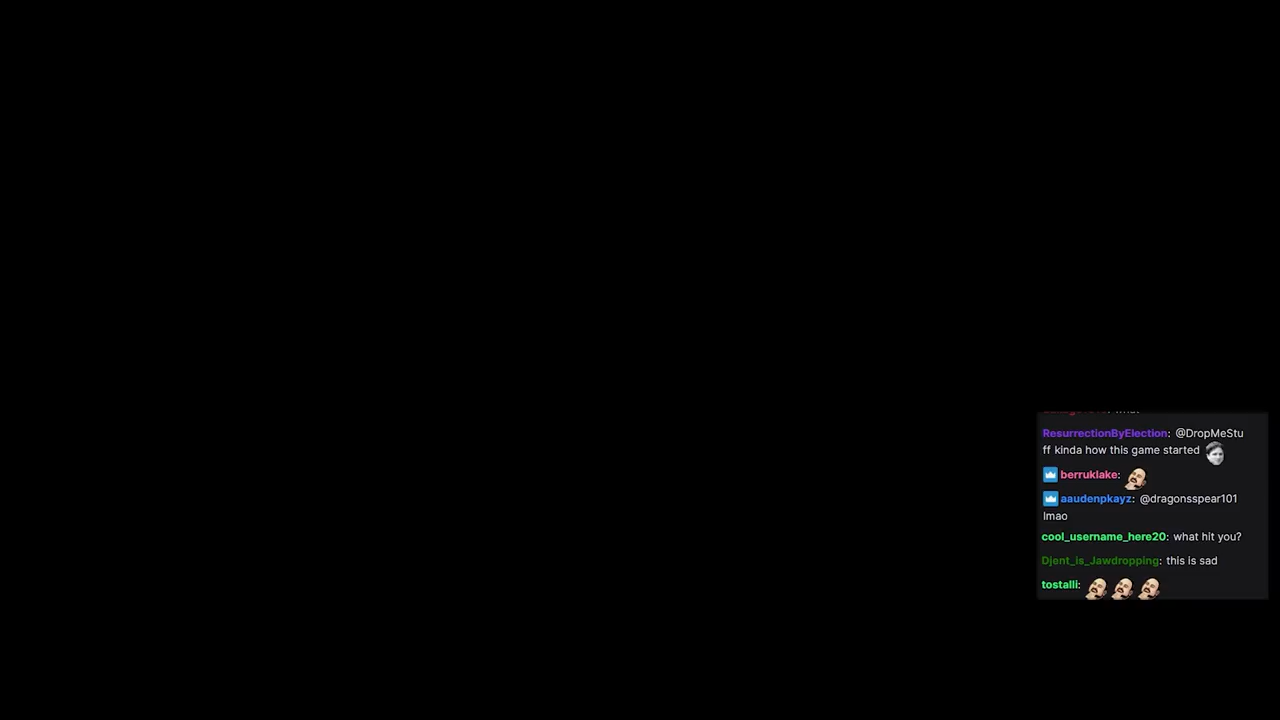 ResurrectionByElection: @DropMeStu
ff kinda how this game started
berruklake:
aaudenpkayz: @dragonsspear101
lmao
cool_username_here20: what hit you?
Djent_is_Jawdropping: this is sad
tostalli: